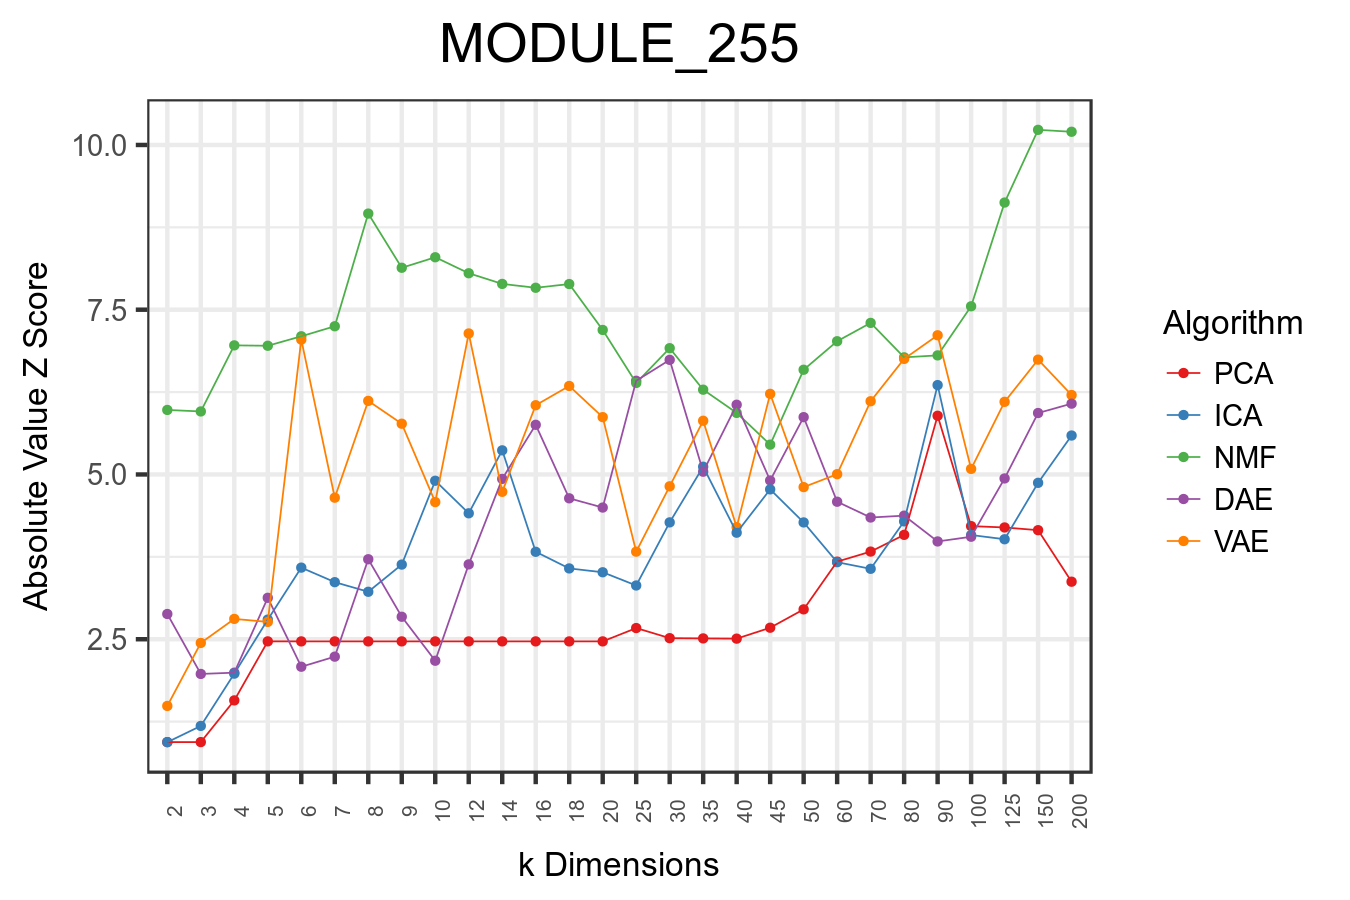 MODULE_255
Absolute Value Z Score
10.0
7.5
5.0
2.5
2 3 4 5 6 7 8 9 10 12 14 16 18 20 25 30 35 40 45 50 60 70 80 90 100 125 150 200
k Dimensions
Algorithm
PCA
ICA
NMF
DAE
VAE